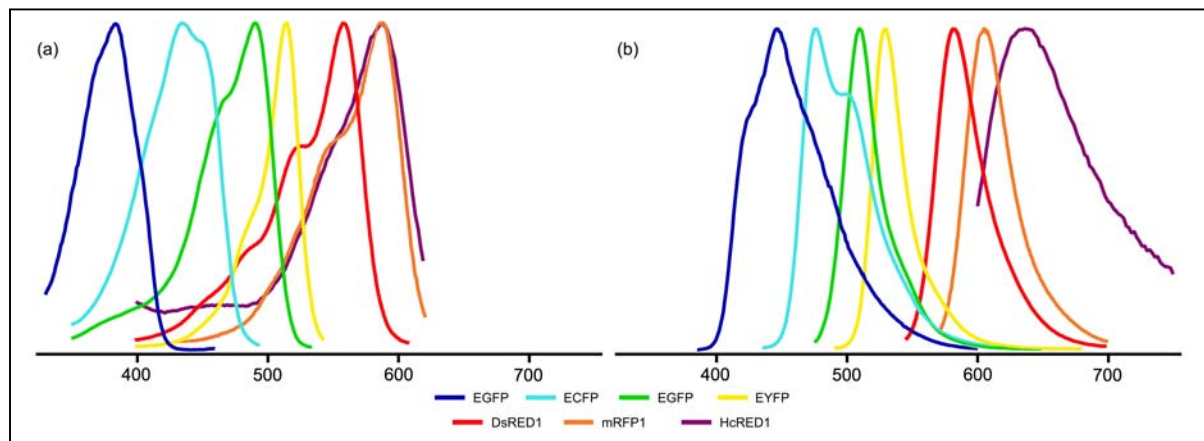 (a)
(b)
400 500 600 700
400 500 600 700
EGFP ECFP EGFP EYFP
DsRED1 mRFP1 HcRED1